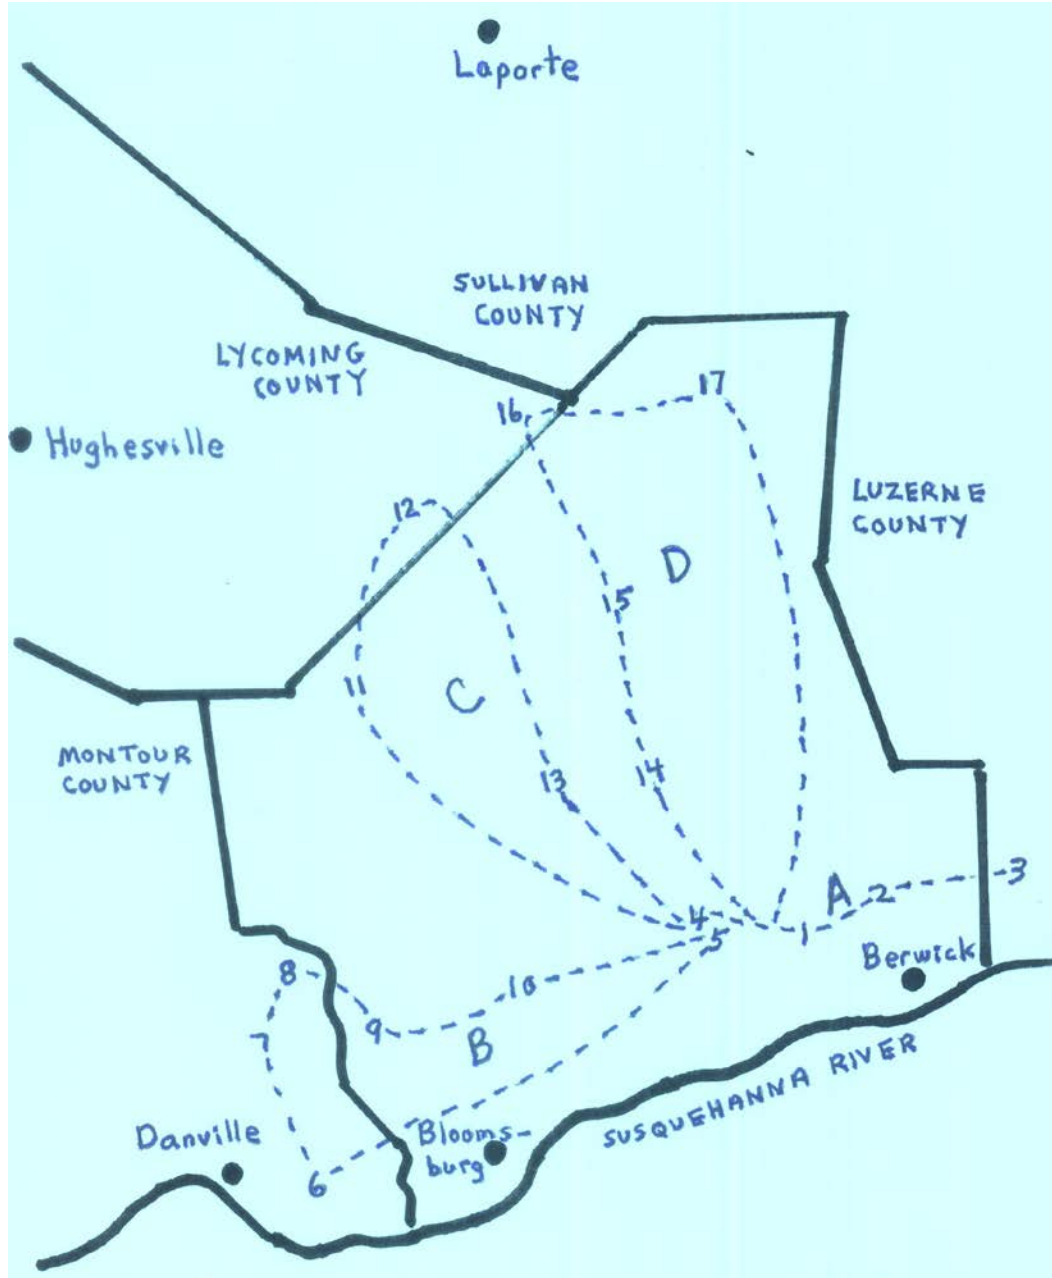 Laporte
SULLIVAN
COUNTY
LYCOMING
COUNTY
17
16
Hughesville
12
LUZERNE
COUNTY
D
15
11
C
MONTOUR
COUNTY
13
14
3
A
2
4
1
5
Berwick
8
10
9
7
B
SUSQUEHANNA RIVER
Danville
Blooms-
burg
6